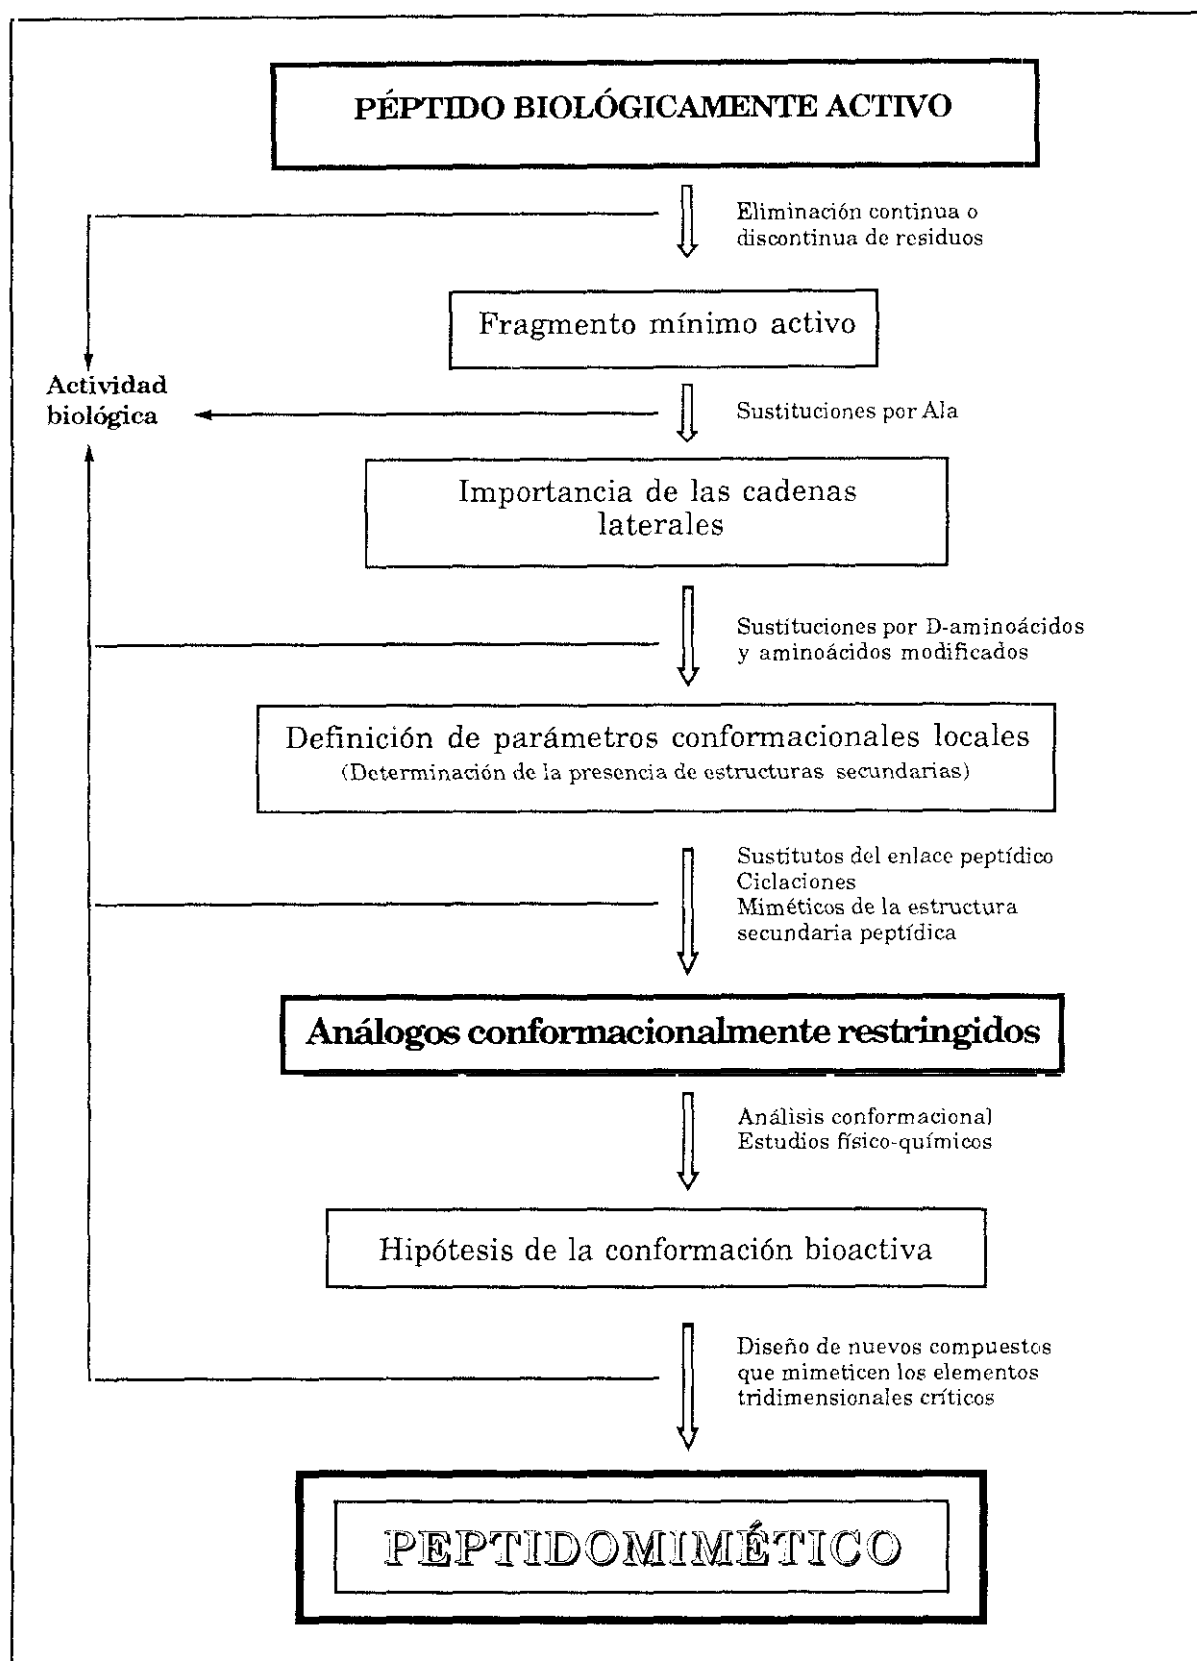 PÉPTIDO BIOLÓGICAMENTE ACTIVO
Eliminación continua o
discontinua de residuos
Fragmento mínimo activo
Actividad
biológica
Sustituciones por Ala
Importancia de las cadenas
laterales
Sustituciones por D-aminoácidos
y aminoácidos modificados
Definición de parámetros conformacionales locales
(Determinación de la presencia de estructuras secundarias)
Sustitutos del enlace peptídico
Ciclaciones
Miméticos de la estructura
secundaria peptídica
Análogos conformacionalmente restringidos
Análisis conformacional
Estudios físico-químicos
Hipótesis de la conformación bioactiva
Diseño de nuevos compuestos
que mimeticen los elementos
tridimensionales críticos
PEPTIDOMIMÉTICO